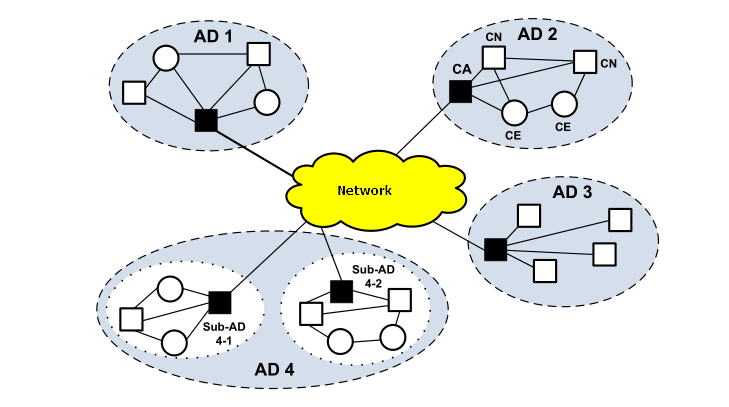 AD 1
AD 2
CN
CN
CA
CE
CE
Network
AD 3
Sub-AD
4-2
Sub-AD
4-1
AD 4